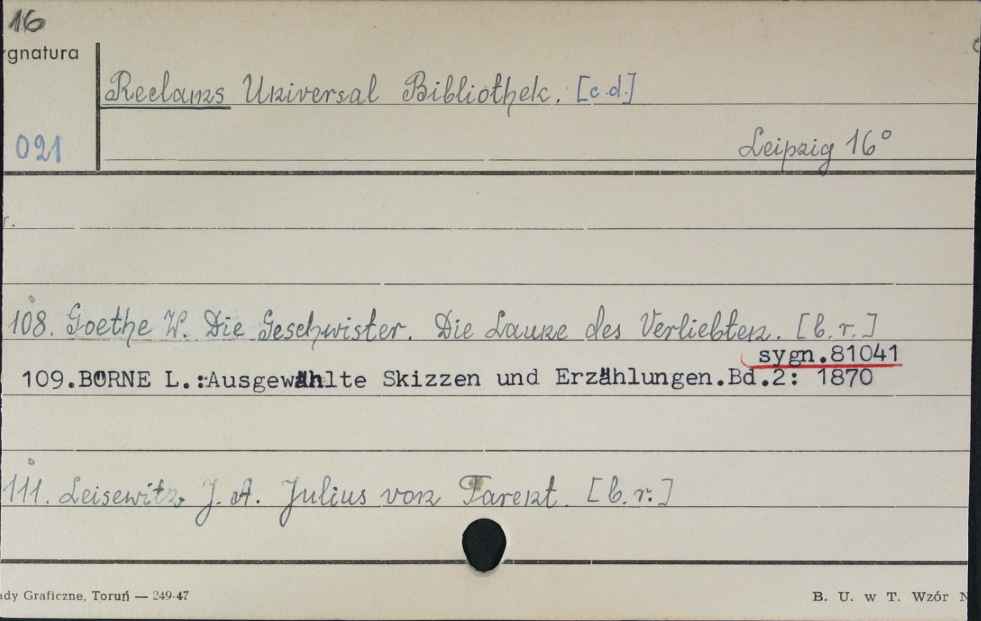 16
gnatura
Reclams Universal Bibliothek. [c.d.]
021
Leipzig 16°
108. Goethe W. Die Geschwister. Die Laune des Verliebten. [b.r.]
sygn.81041
109.BÖRNE L.:Ausgewählte Skizzen und Erzählungen.Bd.2: 1870
111. Leisewitz J. A. Julius von Tarent. [b.r.]
ady Graficzne, Toruń — 249-47
B. U. w T. Wzór N